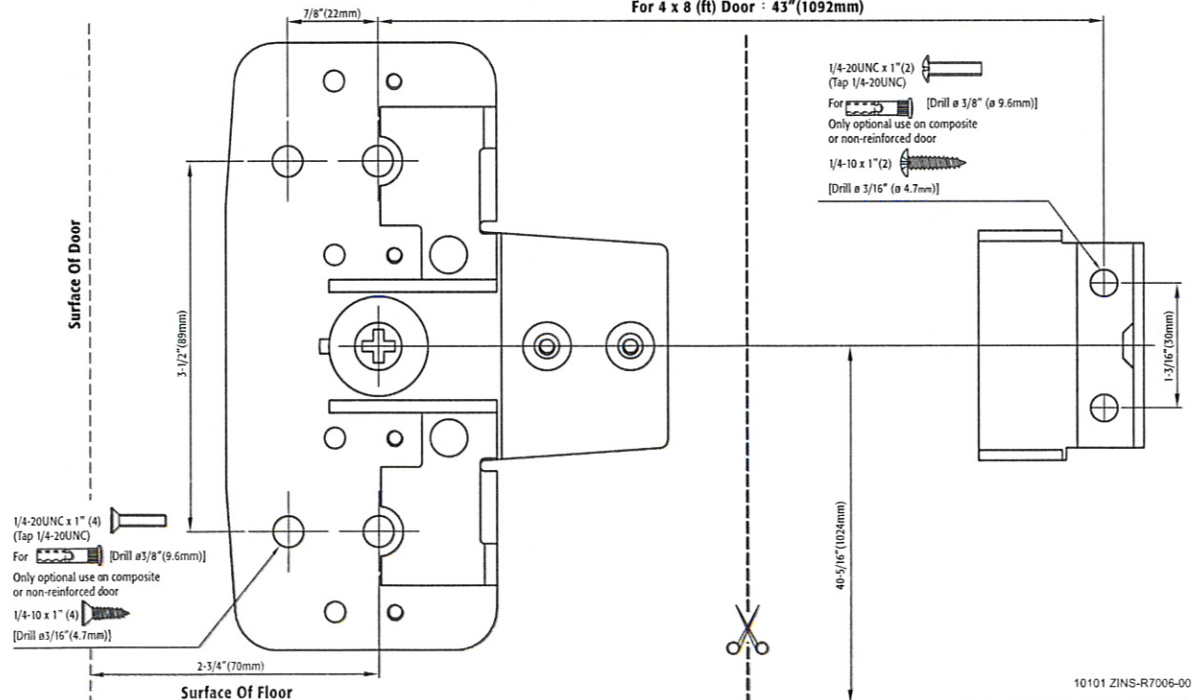 7/8"(22mm)
For 4 x 8 (ft) Door : 43"(1092mm)
1/4-20UNC x 1"(2)
(Tap 1/4-20UNC)
For [Drill ø 3/8" (ø 9.6mm)]
Only optional use on composite
or non-reinforced door
1/4-10 x 1"(2)
[Drill ø 3/16" (ø 4.7mm)]
Surface Of Door
3-1/2"(89mm)
1-3/16"(30mm)
40-5/16"(1024mm)
1/4-20UNC x 1" (4)
(Tap 1/4-20UNC)
For [Drill ø3/8"(9.6mm)]
Only optional use on composite
or non-reinforced door
1/4-10 x 1" (4)
[Drill ø3/16"(4.7mm)]
2-3/4"(70mm)
Surface Of Floor
10101 ZINS-R7006-00